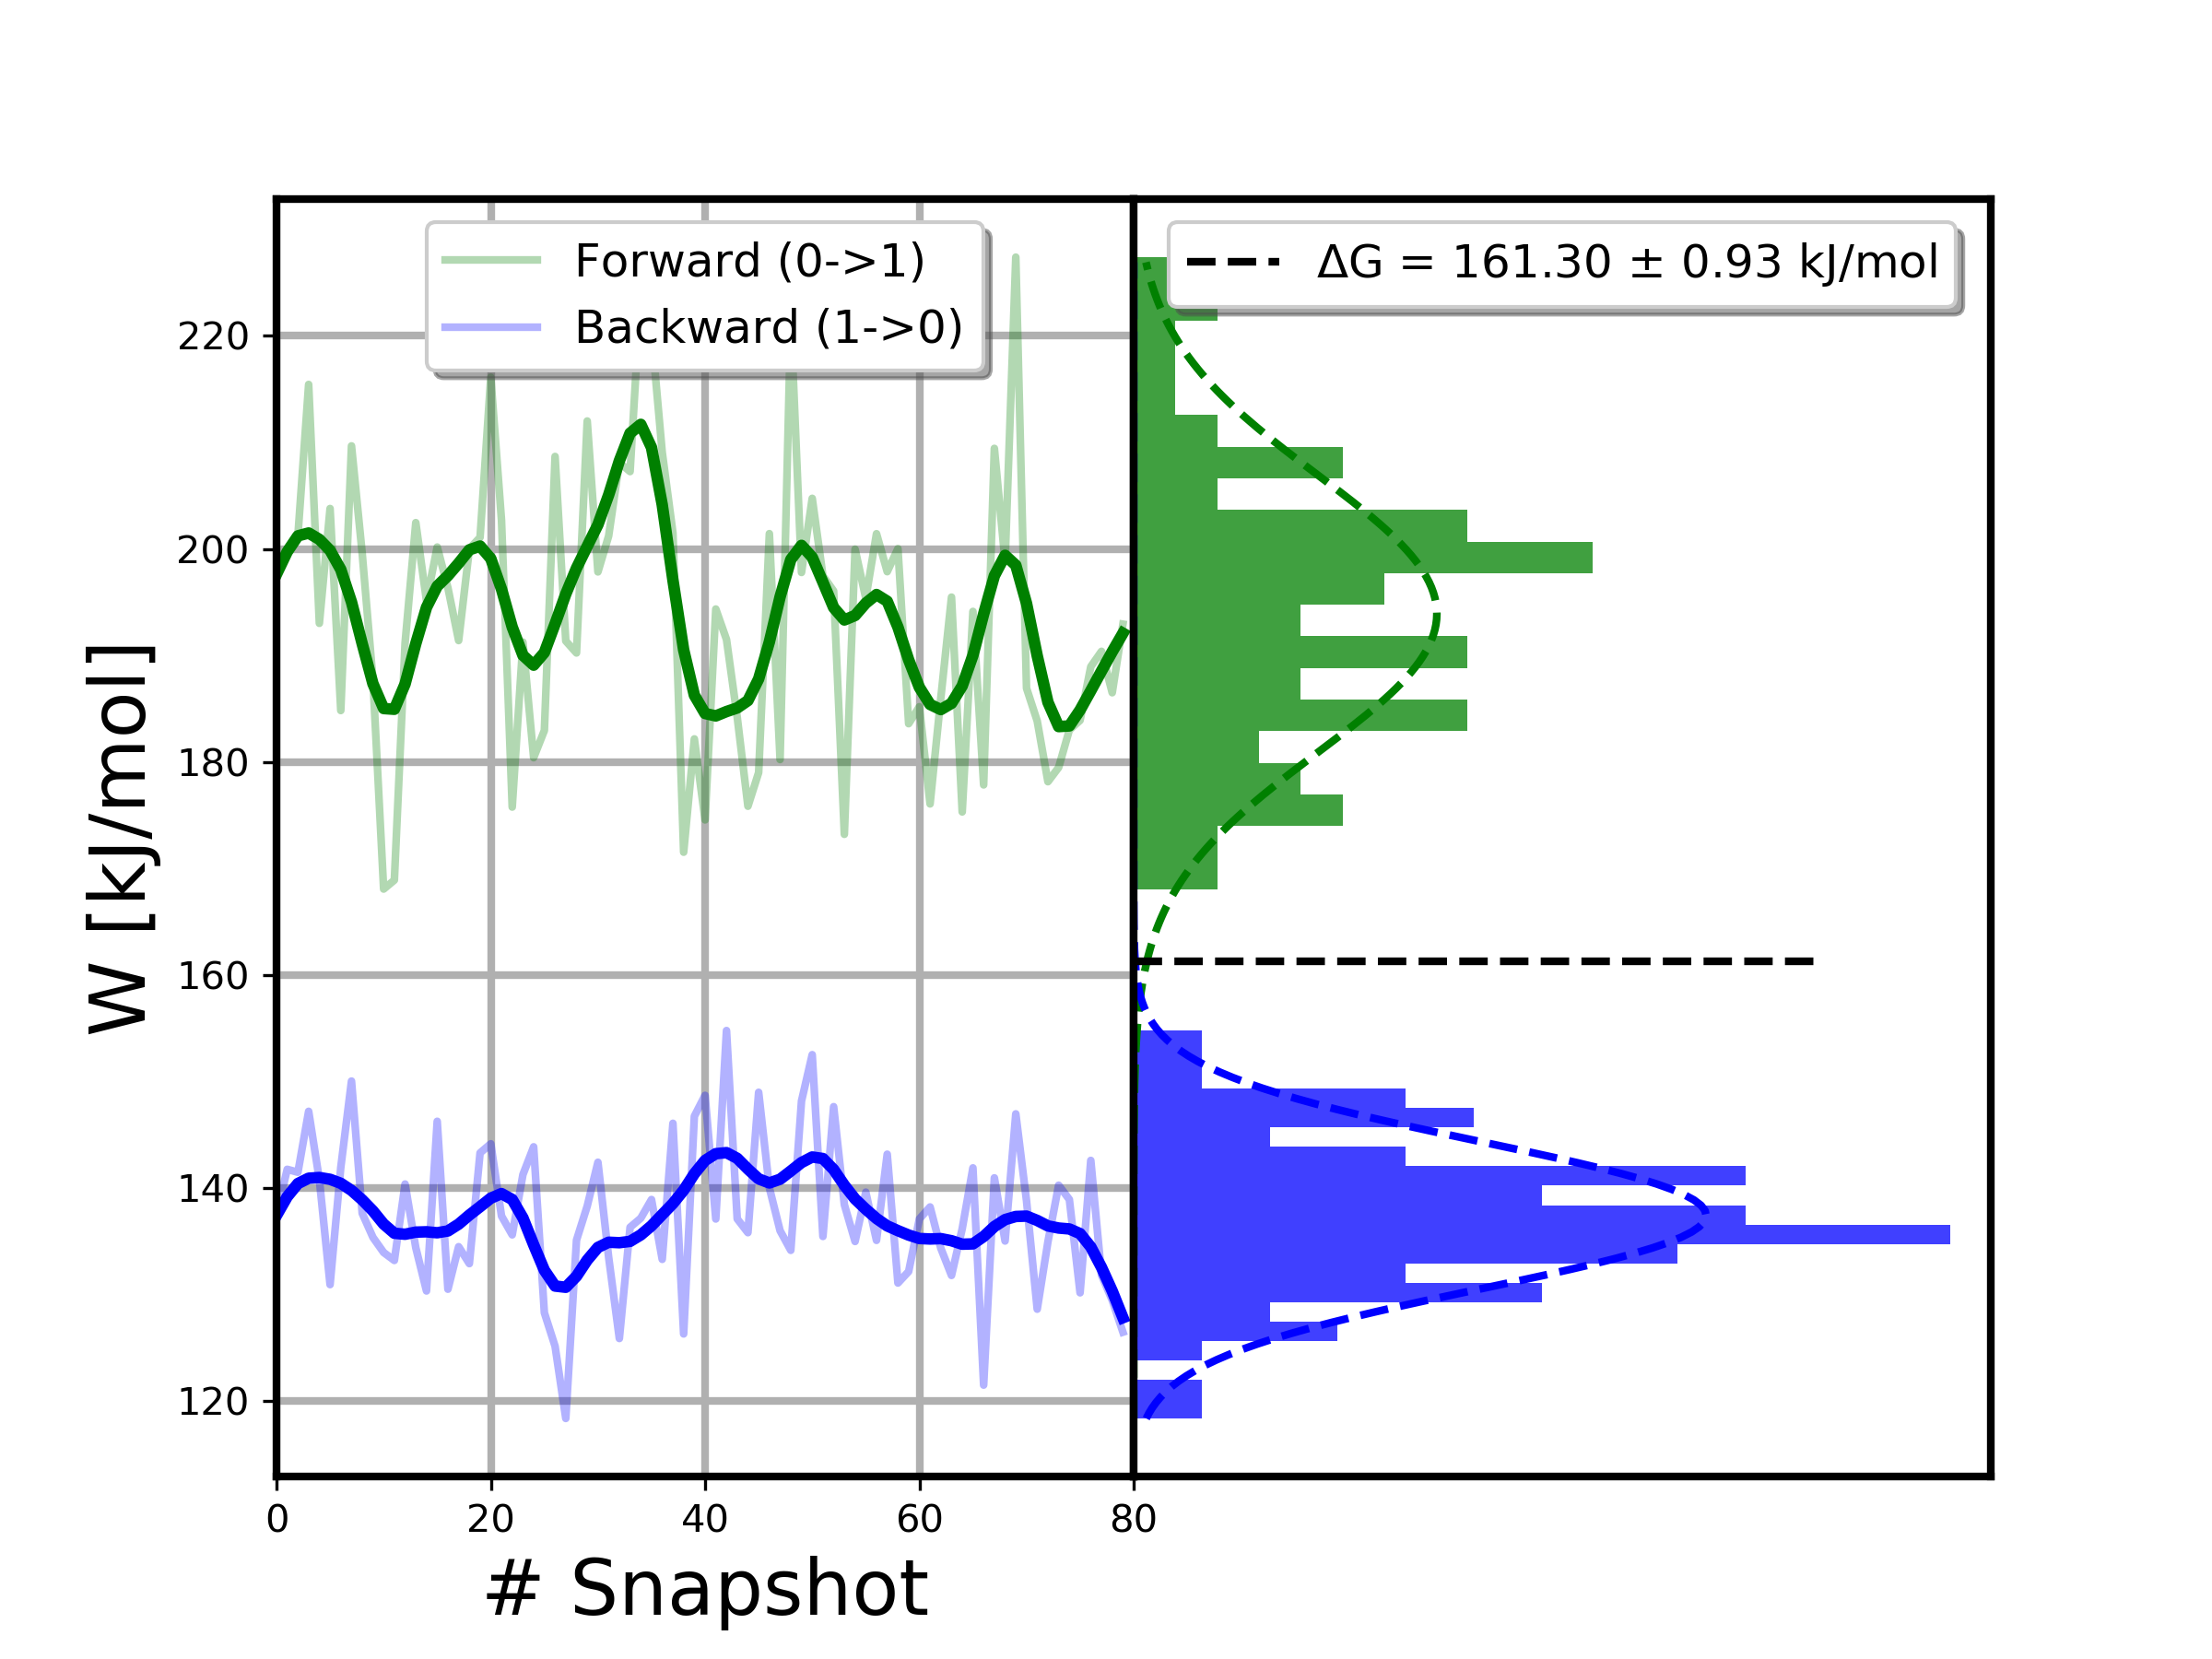 Forward (0->1)
Backward (1->0)
ΔG = 161.30 ± 0.93 kJ/mol
W [kJ/mol]
220
200
180
160
140
120
0 20 40 60 80
# Snapshot